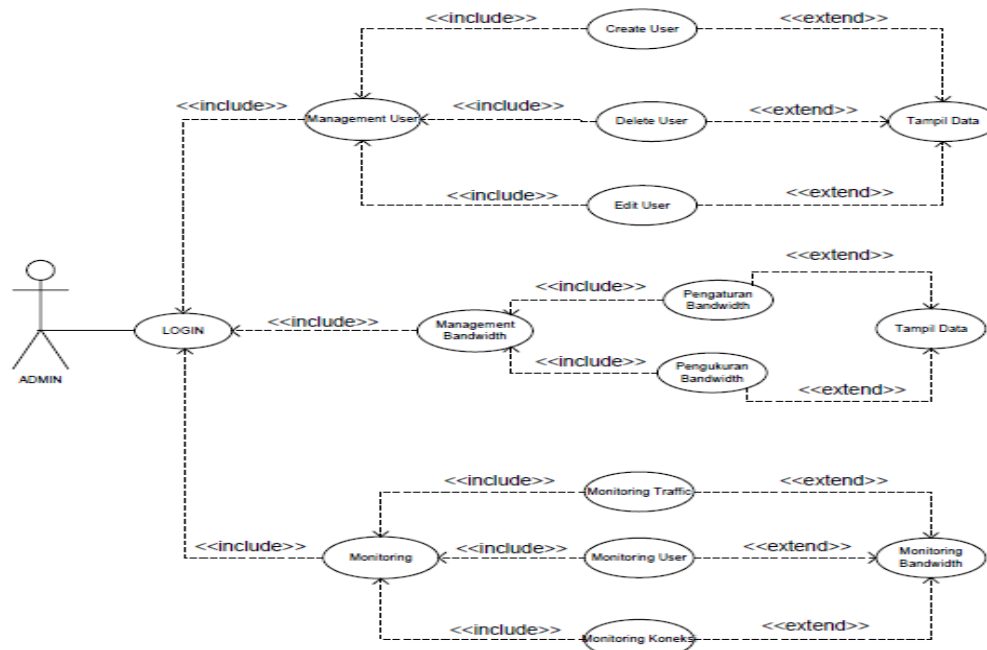 <<include>>
Create User
<<extend>>
<<include>>
Management User
<<include>>
Delete User
<<extend>>
Tampil Data
<<include>>
Edit User
<<extend>>
<<extend>>
<<include>>
Pengaturan
Bandwidth
ADMIN
LOGIN
<<include>>
Management
Bandwidth
Tampil Data
<<include>>
Pengukuran
Bandwidth
<<extend>>
<<include>>
Monitoring Traffic
<<extend>>
<<include>>
Monitoring
<<include>>
Monitoring User
<<extend>>
Monitoring
Bandwidth
<<include>>
Monitoring Koneksi
<<extend>>